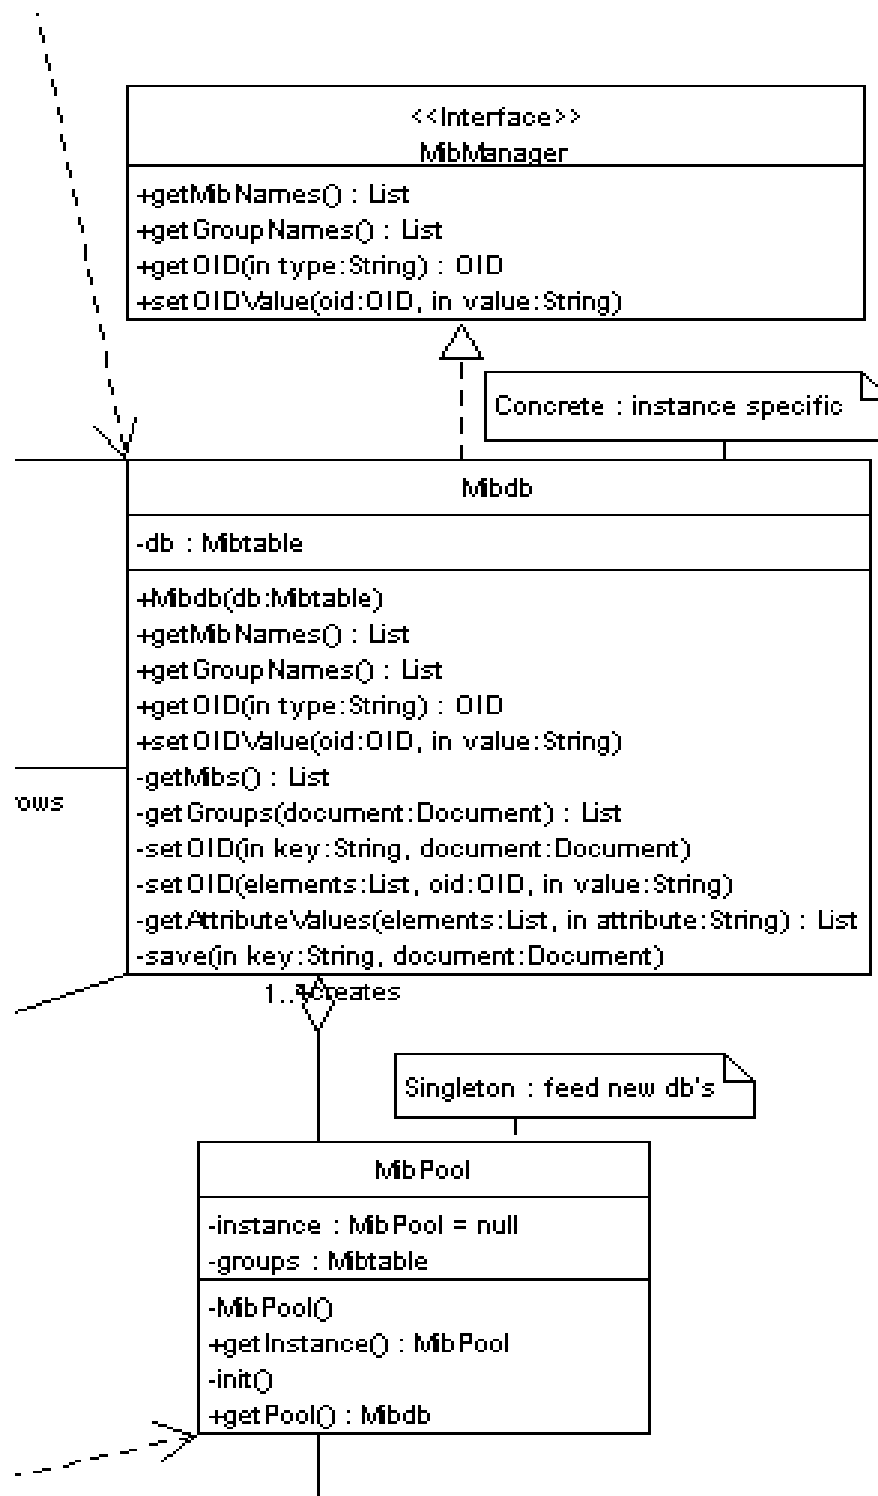 <<Interface>>
MibManager
+getMibNames() : List
+getGroupNames() : List
+getOID(in type:String) : OID
+setOIDValue(oid:OID, in value:String)
Concrete : instance specific
Mibdb
-db : Mibtable
+Mibdb(db:Mibtable)
+getMibNames() : List
+getGroupNames() : List
+getOID(in type:String) : OID
+setOIDValue(oid:OID, in value:String)
-getMibs() : List
-getGroups(document:Document) : List
-setOID(in key:String, document:Document)
-setOID(elements:List, oid:OID, in value:String)
-getAttributeValues(elements:List, in attribute:String) : List
-save(in key:String, document:Document)
ows
creates
Singleton : feed new db's
MibPool
-instance : MibPool = null
-groups : Mibtable
-MibPool()
+getInstance() : MibPool
-init()
+getPool() : Mibdb